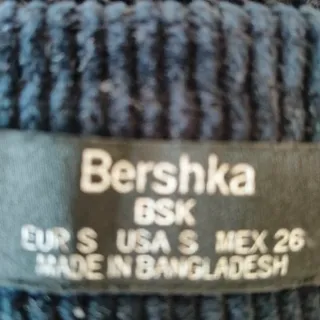 Bershka
BSK
EUR S USA S MEX 26
MADE IN BANGLADESH